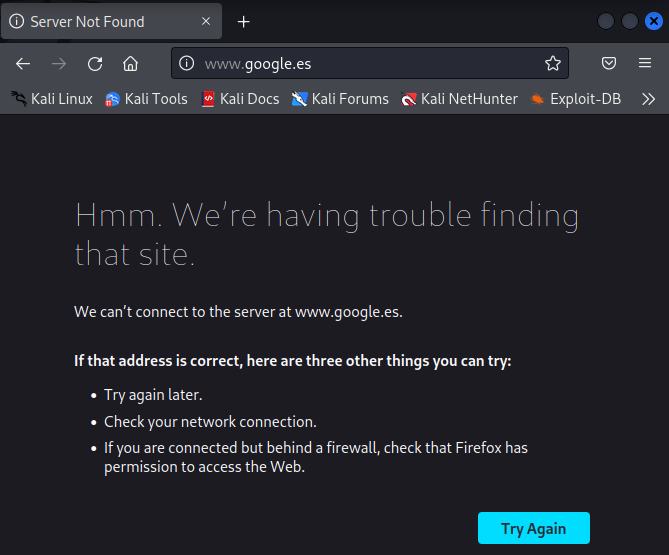 Server Not Found
www.google.es
Kali Linux Kali Tools Kali Docs Kali Forums Kali NetHunter Exploit-DB
Hmm. We’re having trouble finding
that site.
We can’t connect to the server at www.google.es.
If that address is correct, here are three other things you can try:
Try again later.
Check your network connection.
If you are connected but behind a firewall, check that Firefox has
permission to access the Web.
Try Again